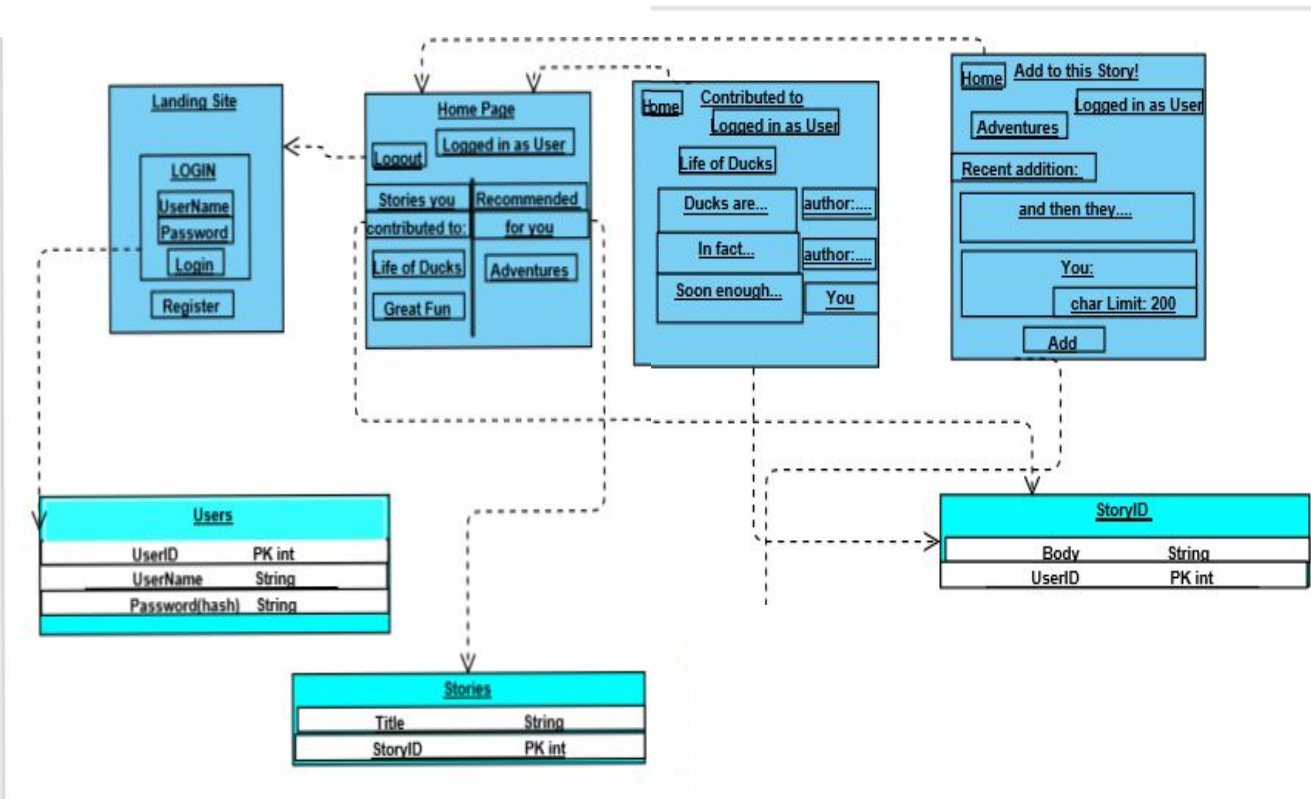 Landing Site
LOGIN
UserName
Password
Login
Register
Home Page
Logged in as User
Logout
Stories you
contributed to:
Recommended
for you
Life of Ducks
Adventures
Great Fun
Home
Contributed to
Logged in as User
Life of Ducks
Ducks are...
author:....
In fact...
author:....
Soon enough...
You
Home
Add to this Story!
Logged in as User
Adventures
Recent addition:
and then they....
You:
char Limit: 200
Add
Users
UserID PK int
UserName String
Password(hash) String
StoryID
Body String
UserID PK int
Stories
Title String
StoryID PK int